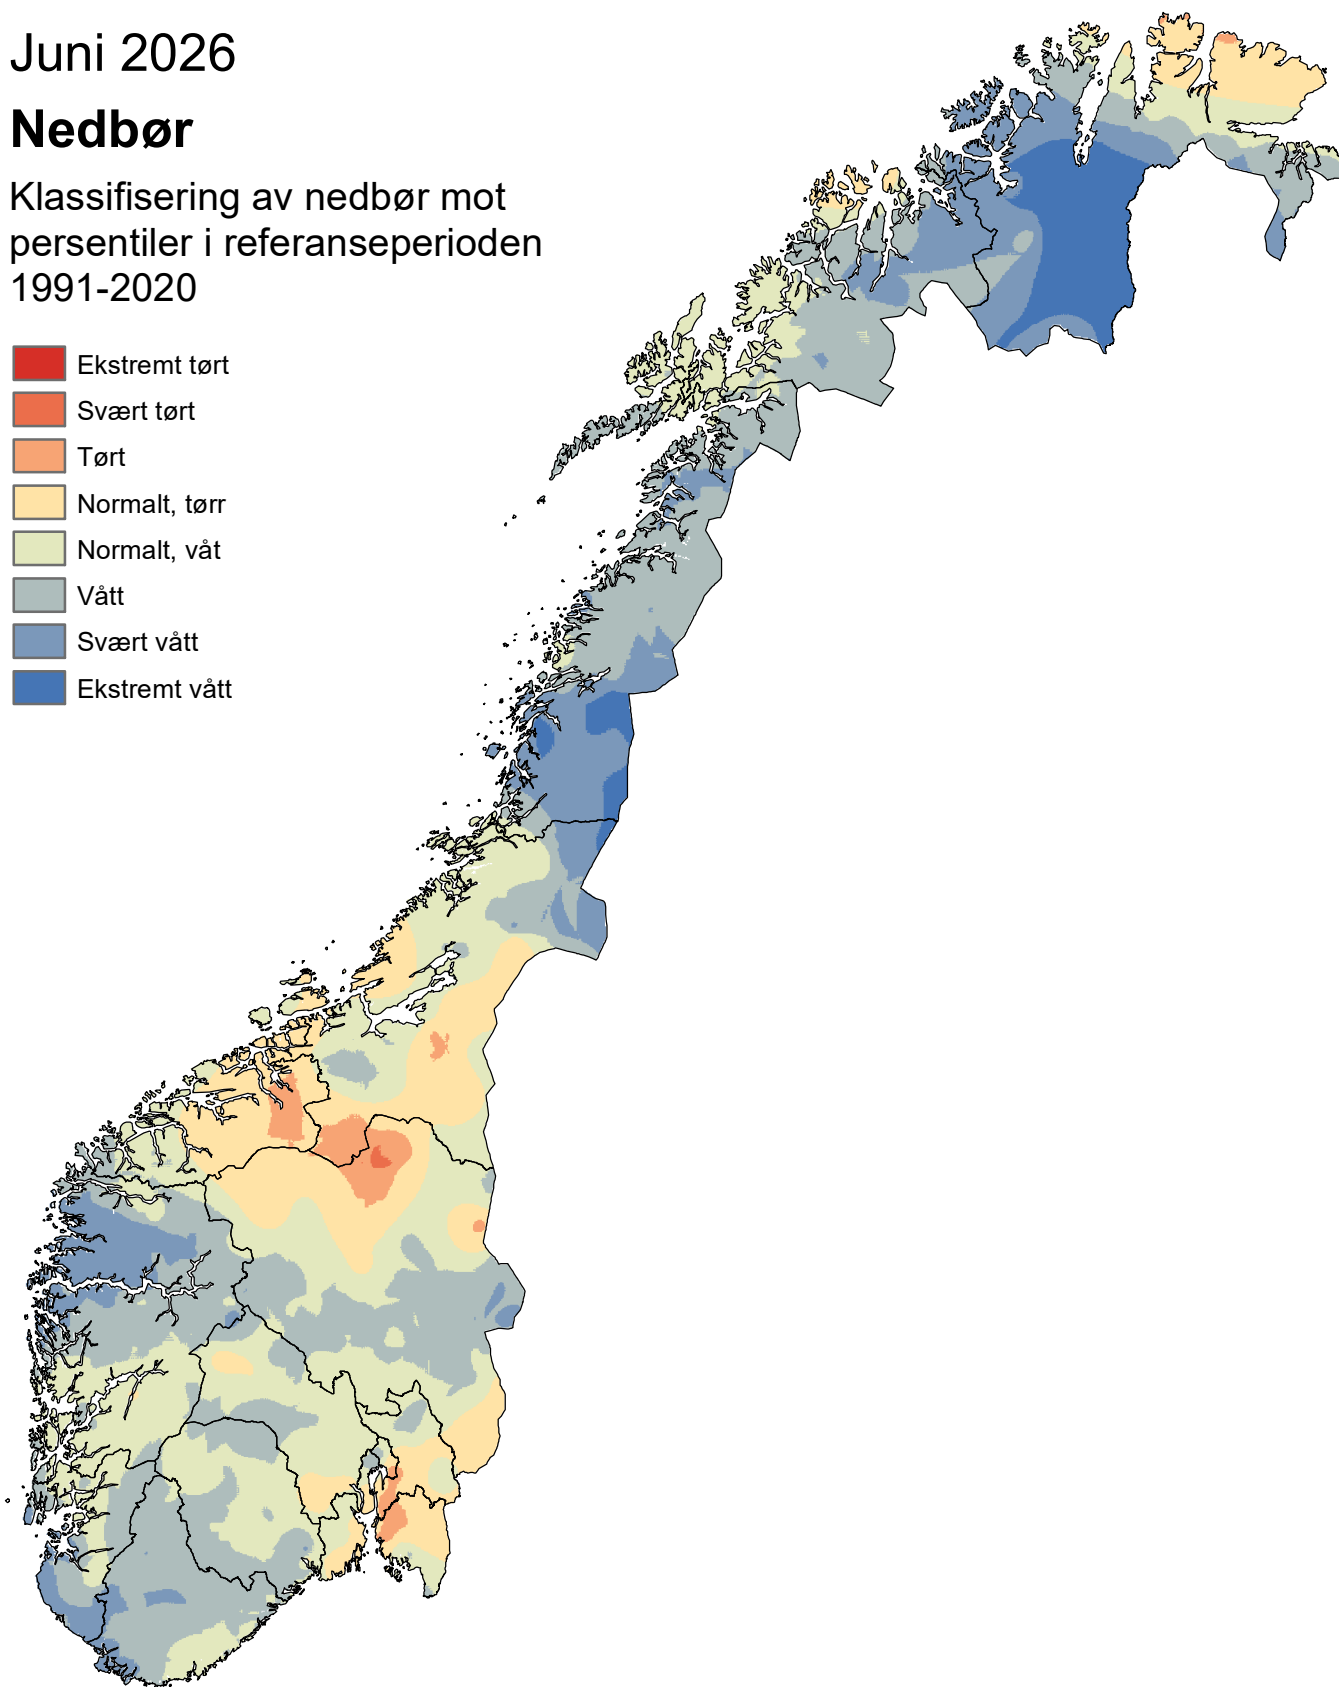 Juni 2026
Nedbør
Klassifisering av nedbør mot
persentiler i referanseperioden
1991-2020
Ekstremt tørt
Svært tørt
Tørt
Normalt, tørr
Normalt, våt
Vått
Svært vått
Ekstremt vått